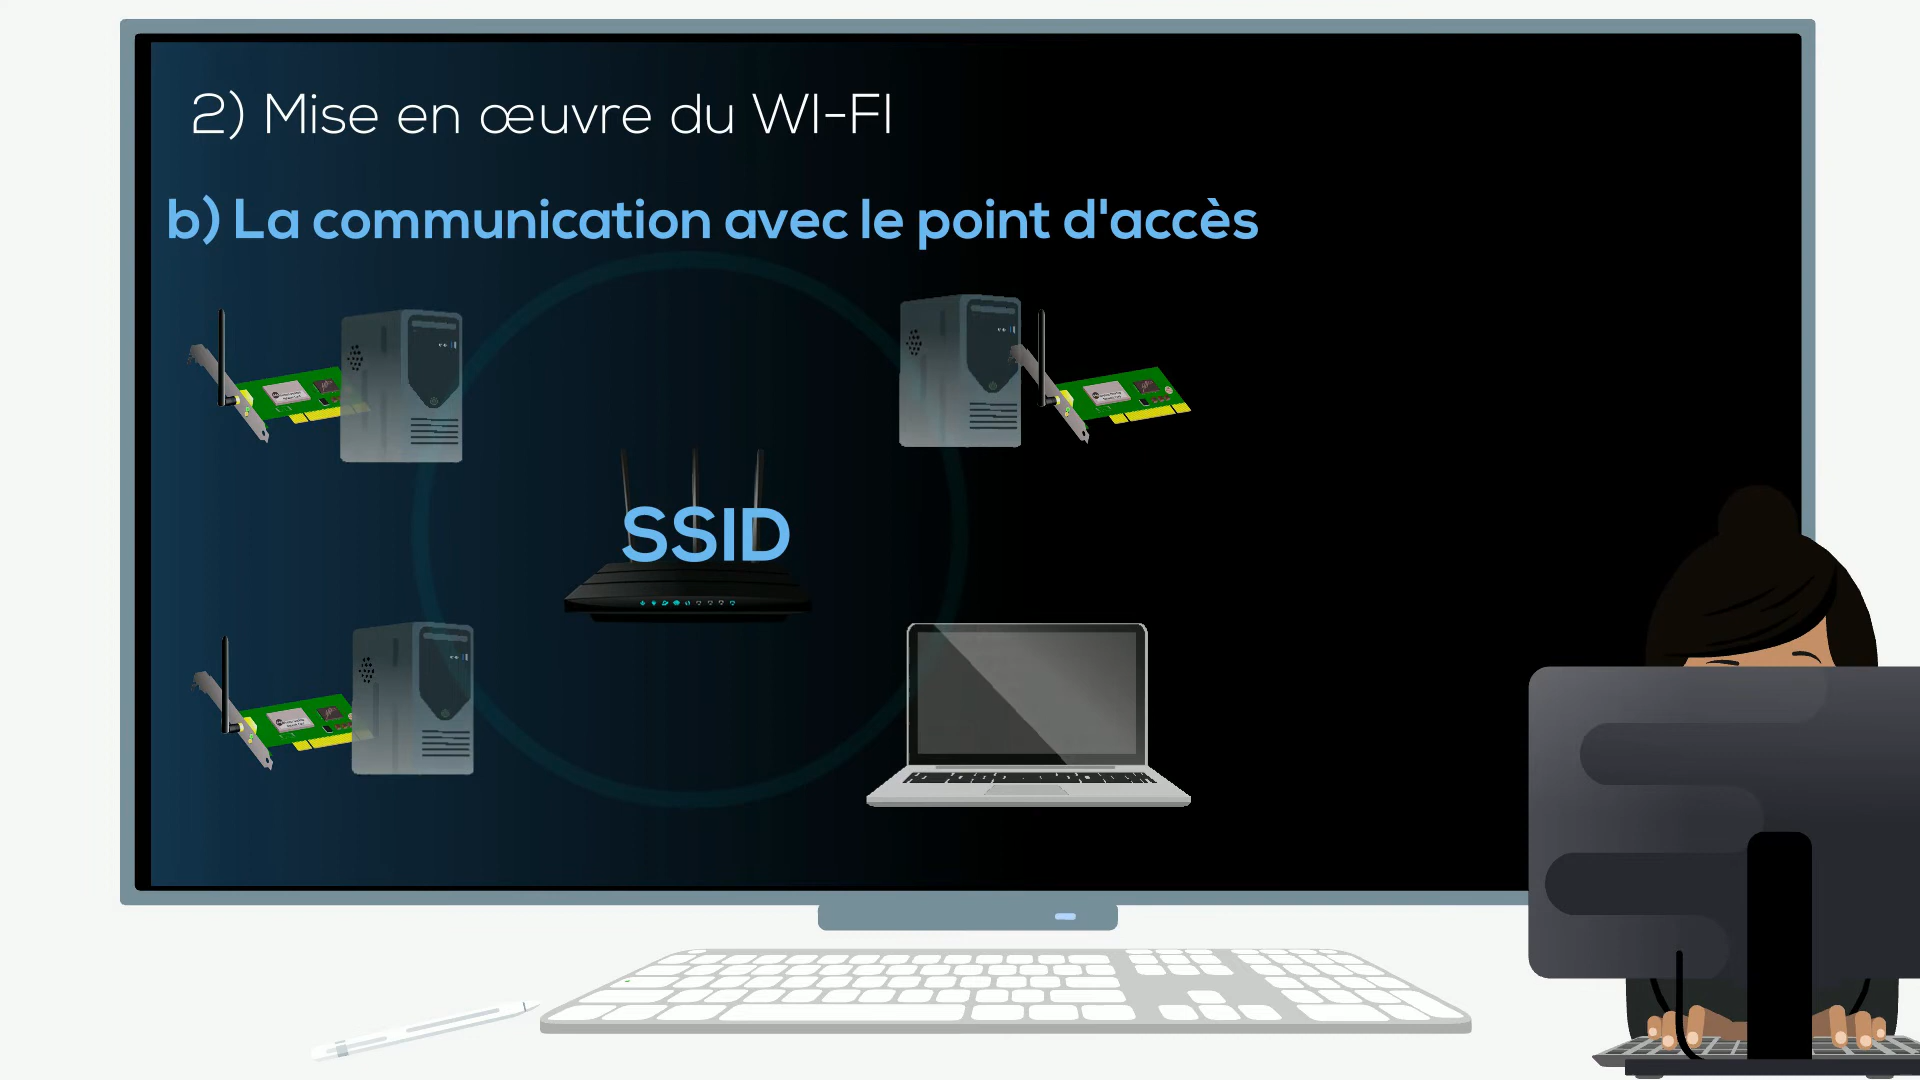 2) Mise en œuvre du WI-FI
b) La communication avec le point d'accès
SSID